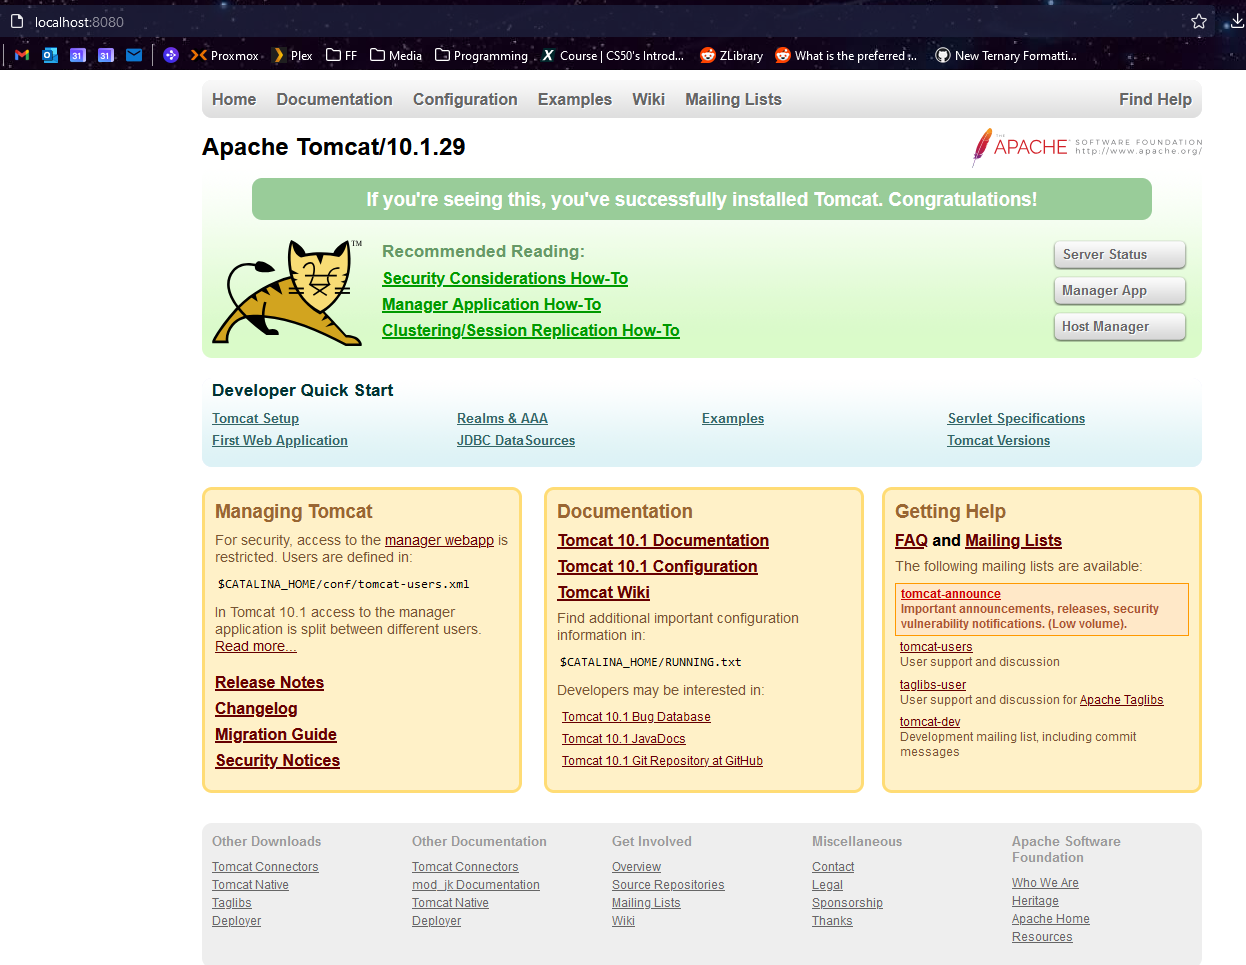 localhost:8080
Proxmox
Plex
FF
Media
Programming
Course | CS50's Introd...
ZLibrary
What is the preferred ...
New Ternary Formatti...
Home Documentation Configuration Examples Wiki Mailing Lists Find Help
Apache Tomcat/10.1.29
THE APACHE SOFTWARE FOUNDATION
http://www.apache.org/
If you're seeing this, you've successfully installed Tomcat. Congratulations!
TM
Recommended Reading:
Security Considerations How-To
Manager Application How-To
Clustering/Session Replication How-To
Server Status
Manager App
Host Manager
Developer Quick Start
Tomcat Setup
First Web Application
Realms & AAA
JDBC DataSources
Examples
Servlet Specifications
Tomcat Versions
Managing Tomcat
For security, access to the manager webapp is
restricted. Users are defined in:
$CATALINA_HOME/conf/tomcat-users.xml
In Tomcat 10.1 access to the manager
application is split between different users.
Read more...
Release Notes
Changelog
Migration Guide
Security Notices
Documentation
Tomcat 10.1 Documentation
Tomcat 10.1 Configuration
Tomcat Wiki
Find additional important configuration
information in:
$CATALINA_HOME/RUNNING.txt
Developers may be interested in:
Tomcat 10.1 Bug Database
Tomcat 10.1 JavaDocs
Tomcat 10.1 Git Repository at GitHub
Getting Help
FAQ and Mailing Lists
The following mailing lists are available:
tomcat-announce
Important announcements, releases, security
vulnerability notifications. (Low volume).
tomcat-users
User support and discussion
taglibs-user
User support and discussion for Apache Taglibs
tomcat-dev
Development mailing list, including commit
messages
Other Downloads
Tomcat Connectors
Tomcat Native
Taglibs
Deployer
Other Documentation
Tomcat Connectors
mod_jk Documentation
Tomcat Native
Deployer
Get Involved
Overview
Source Repositories
Mailing Lists
Wiki
Miscellaneous
Contact
Legal
Sponsorship
Thanks
Apache Software
Foundation
Who We Are
Heritage
Apache Home
Resources